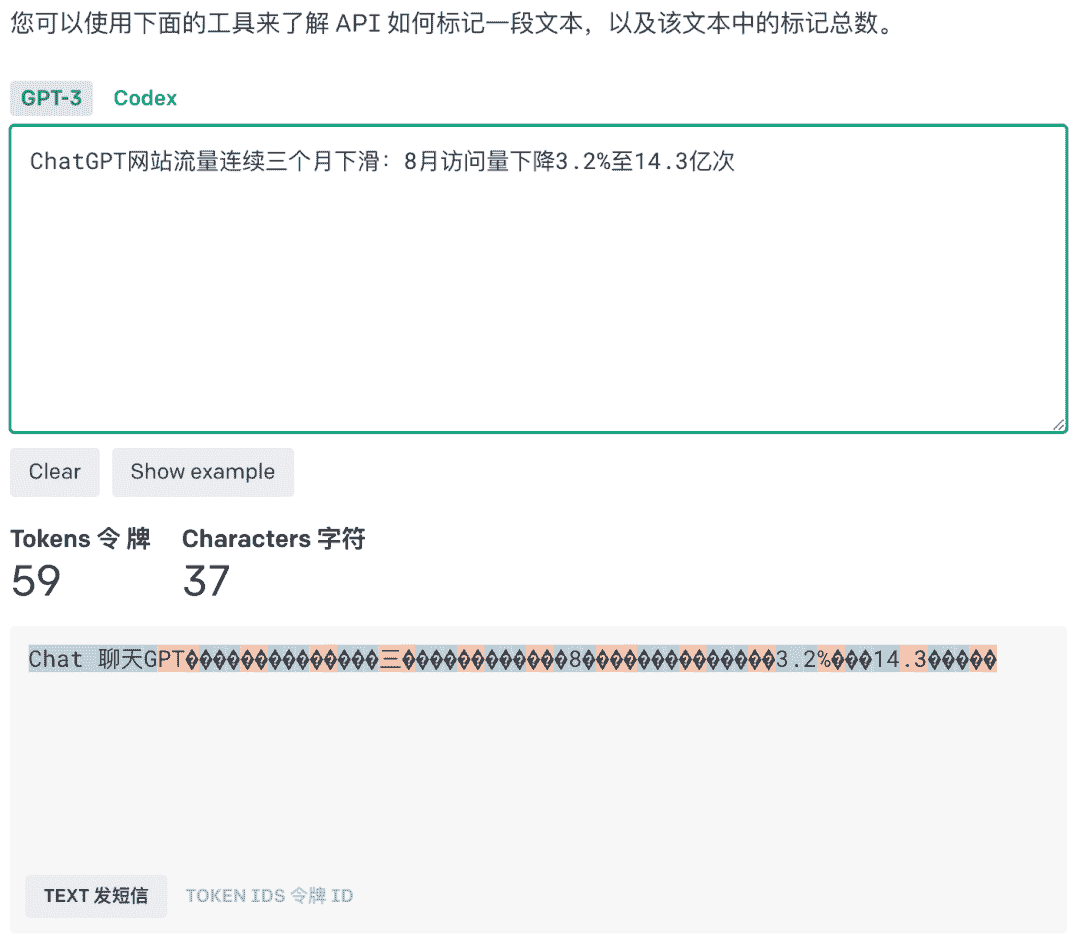 您可以使用下面的工具来了解 API 如何标记一段文本，以及该文本中的标记总数。
GPT-3 Codex
ChatGPT网站流量连续三个月下滑：8月访问量下降3.2%至14.3亿次
Clear Show example
Tokens 令 牌 Characters 字符
59 37
Chat 聊天GPT��������������三������������8��������������3.2%���14.3�����
TEXT 发短信 TOKEN IDS 令牌 ID